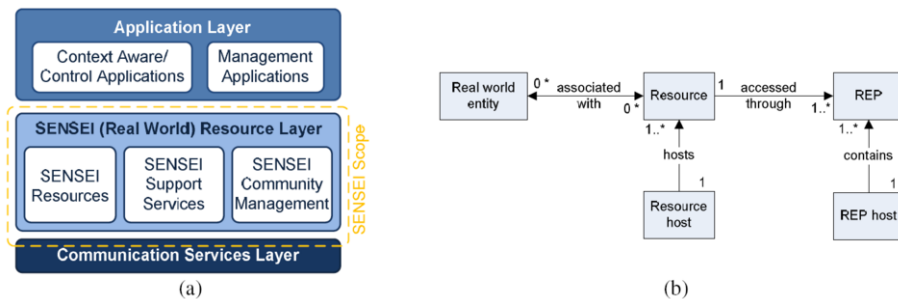 Application Layer
Context Aware/
Control Applications
Management
Applications
SENSEI (Real World) Resource Layer
SENSEI
Resources
SENSEI
Support
Services
SENSEI
Community
Management
SENSEI Scope
Communication Services Layer
(a)
Real world
entity
0 *
associated
with
0 *
Resource
1
accessed
through
1..*
REP
1..*
hosts
1
Resource
host
1..*
contains
1
REP host
(b)